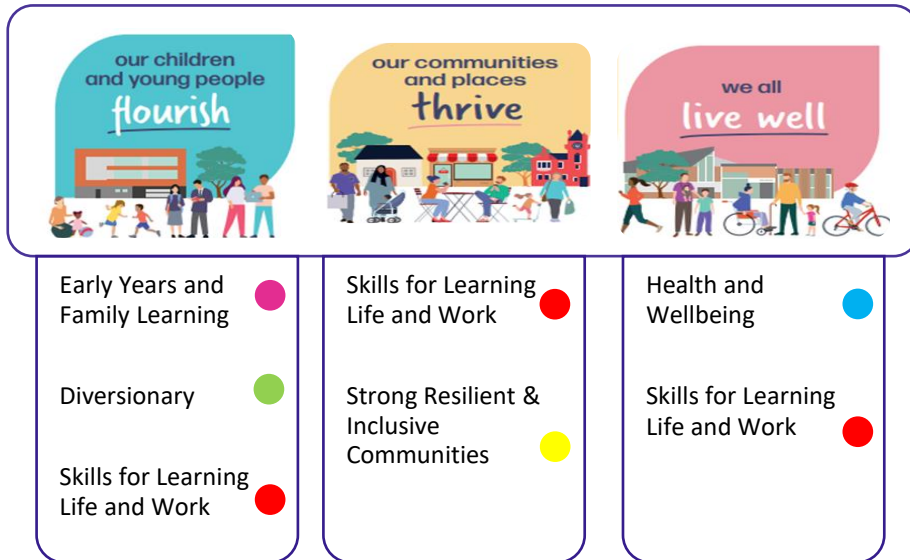 our children
and young people
flourish
our communities
and places
thrive
we all
live well
Early Years and
Family Learning
Diversionary
Skills for Learning
Life and Work
Skills for Learning
Life and Work
Strong Resilient &
Inclusive
Communities
Health and
Wellbeing
Skills for Learning
Life and Work